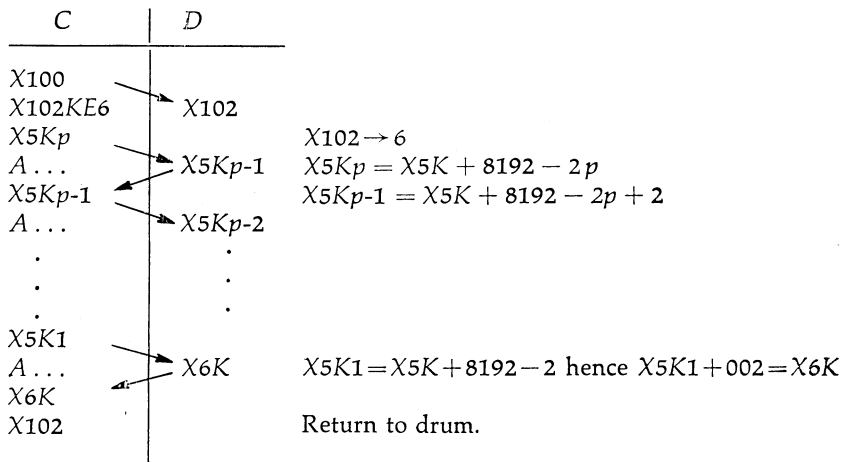 C D
X100
X102KE6 X102
X5Kp X102→6
A... X5Kp-1 X5Kp = X5K + 8192 − 2p
X5Kp-1 X5Kp-1 = X5K + 8192 − 2p + 2
A... X5Kp-2
. .
. .
. .
X5K1
A... X6K X5K1=X5K+8192−2 hence X5K1+002=X6K
X6K
X102 Return to drum.